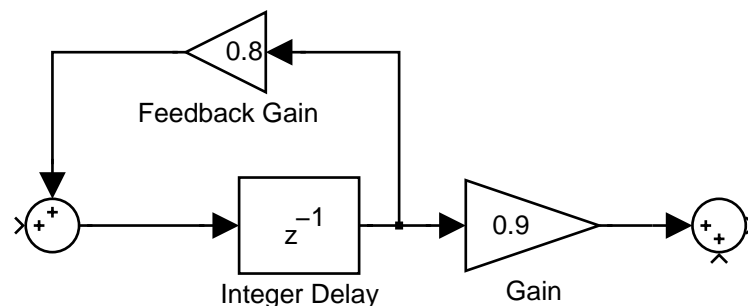 0.8
Feedback Gain
+
+
z–1
0.9
+
+
Integer Delay
Gain